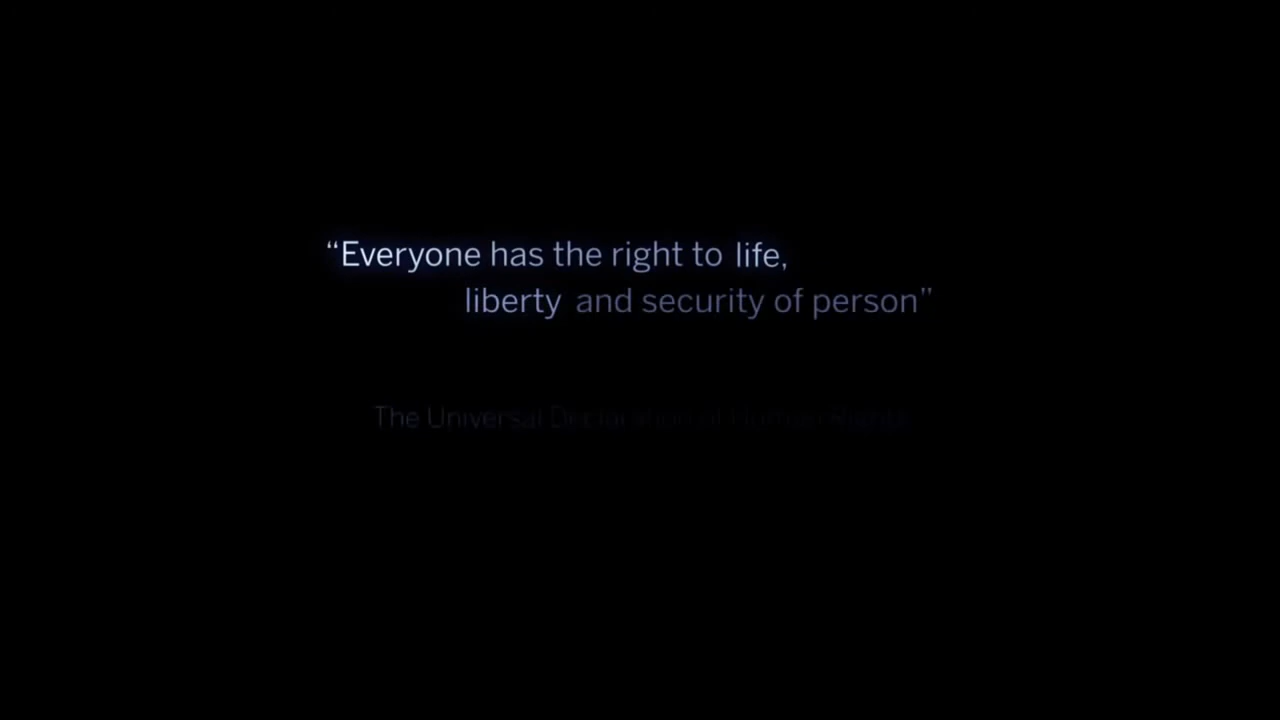 “Everyone has the right to life,
liberty and security of person”
The Universal Declaration of Human Rights